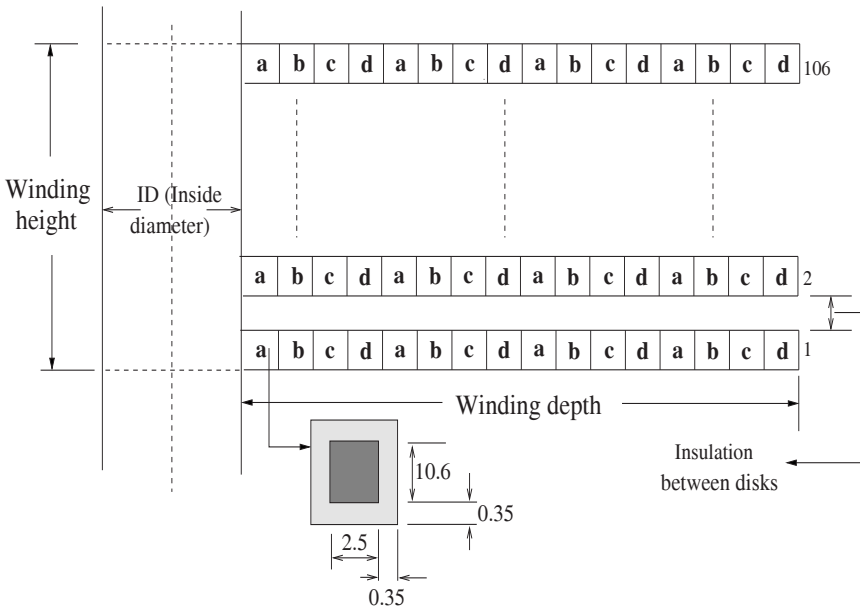 a b c d a b c d a b c d a b c d 106
Winding
height
ID (Inside
diameter)
a b c d a b c d a b c d a b c d 2
a b c d a b c d a b c d a b c d 1
Winding depth
Insulation
between disks
10.6
0.35
2.5
0.35